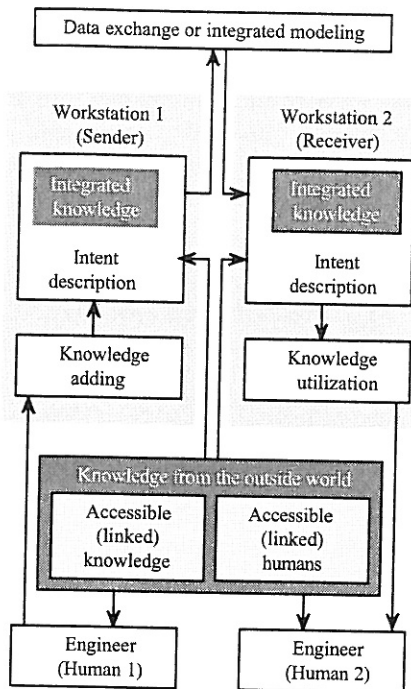 Data exchange or integrated modeling
Workstation 1
(Sender)
Workstation 2
(Receiver)
Integrated
knowledge
Intent
description
Integrated
knowledge
Intent
description
Knowledge
adding
Knowledge
utilization
Knowledge from the outside world
Accessible
(linked)
knowledge
Accessible
(linked)
humans
Engineer
(Human 1)
Engineer
(Human 2)